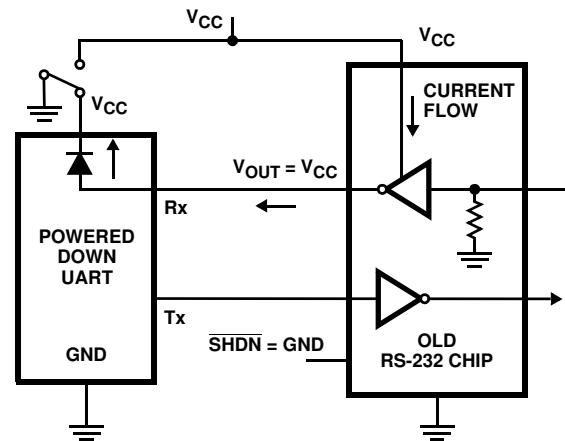 VCC
VCC
VCC
CURRENT
FLOW
VOUT = VCC
Rx
POWERED
DOWN
UART
Tx
GND
SHDN = GND
OLD
RS-232 CHIP